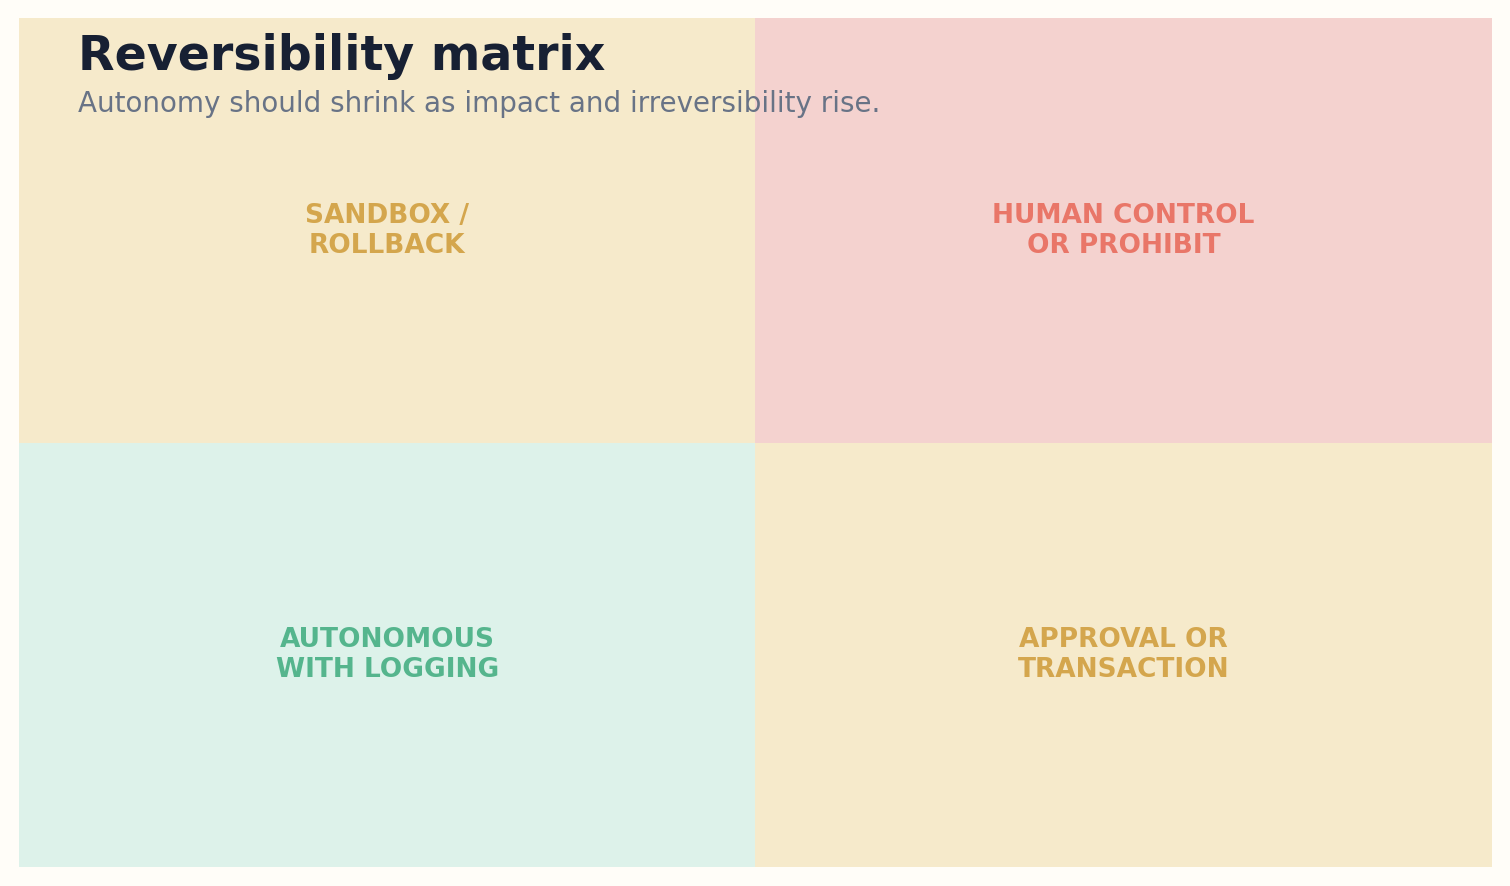 Reversibility matrix
Autonomy should shrink as impact and irreversibility rise.
SANDBOX /
ROLLBACK
HUMAN CONTROL
OR PROHIBIT
AUTONOMOUS
WITH LOGGING
APPROVAL OR
TRANSACTION